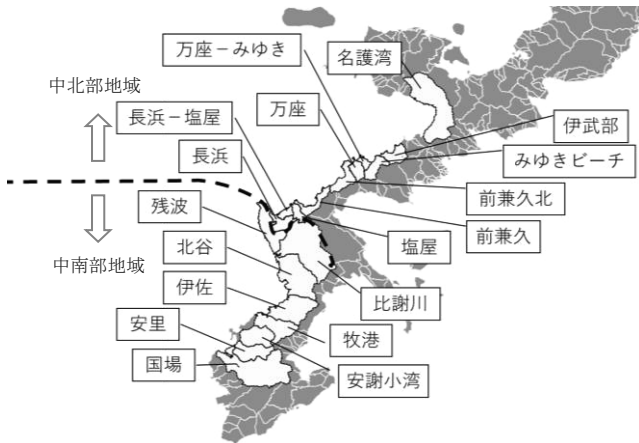 万座－みゆき
名護湾
中北部地域
長浜－塩屋
万座
伊武部
長浜
みゆきビーチ
前兼久北
残波
前兼久
塩屋
北谷
中南部地域
伊佐
比謝川
安里
牧港
国場
安謝小湾